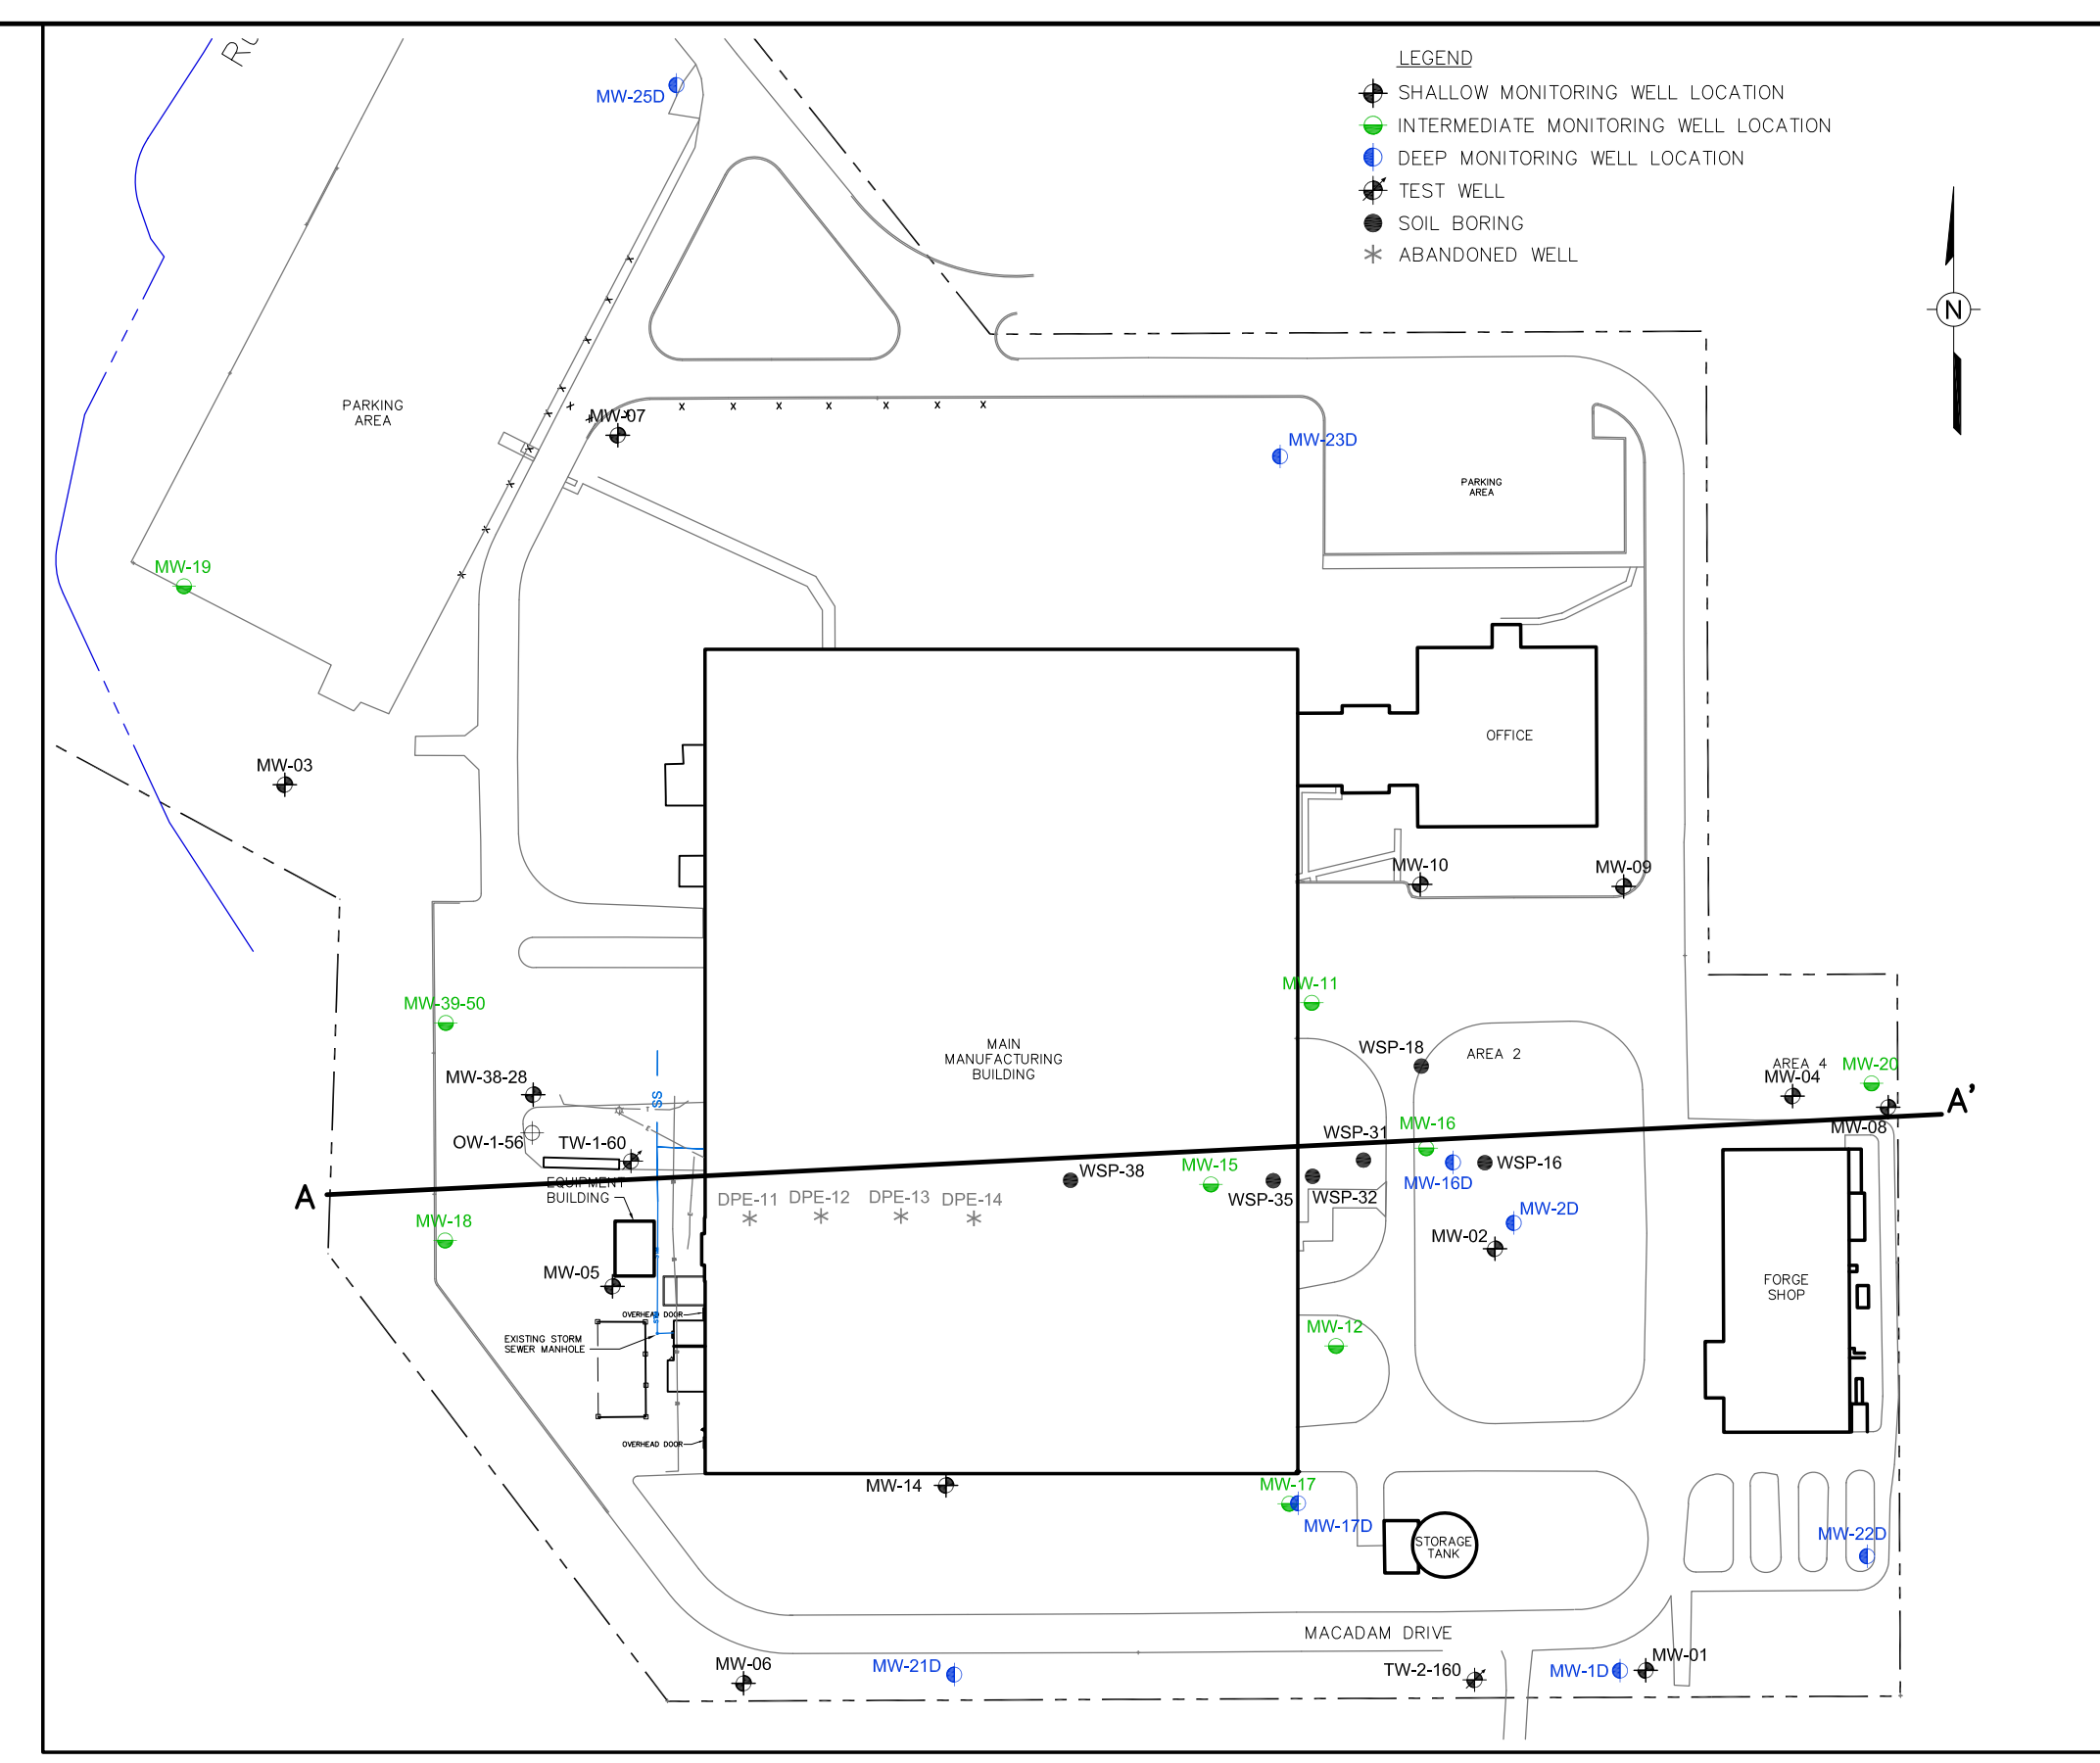 LEGEND
SHALLOW MONITORING WELL LOCATION
INTERMEDIATE MONITORING WELL LOCATION
DEEP MONITORING WELL LOCATION
TEST WELL
SOIL BORING
ABANDONED WELL
N
MW-25D
PARKING
AREA
MW-07
MW-23D
PARKING
AREA
MW-19
OFFICE
MW-03
MW-10
MW-09
MW-39-50
MW-11
MAIN
MANUFACTURING
BUILDING
WSP-18
AREA 2
AREA 4
MW-20
MW-04
MW-38-28
SS
A'
MW-08
OW-1-56
TW-1-60
MW-16
WSP-31
WSP-38
MW-15
WSP-16
WSP-35
WSP-32
MW-16D
A
EQUIPMENT
BUILDING
DPE-11
DPE-12
DPE-13
DPE-14
MW-2D
MW-18
MW-02
MW-05
FORGE
SHOP
OVERHEAD DOOR
EXISTING STORM
SEWER MANHOLE
MW-12
OVERHEAD DOOR
MW-14
MW-17
MW-17D
STORAGE
TANK
MW-22D
MACADAM DRIVE
MW-06
MW-21D
TW-2-160
MW-1D
MW-01